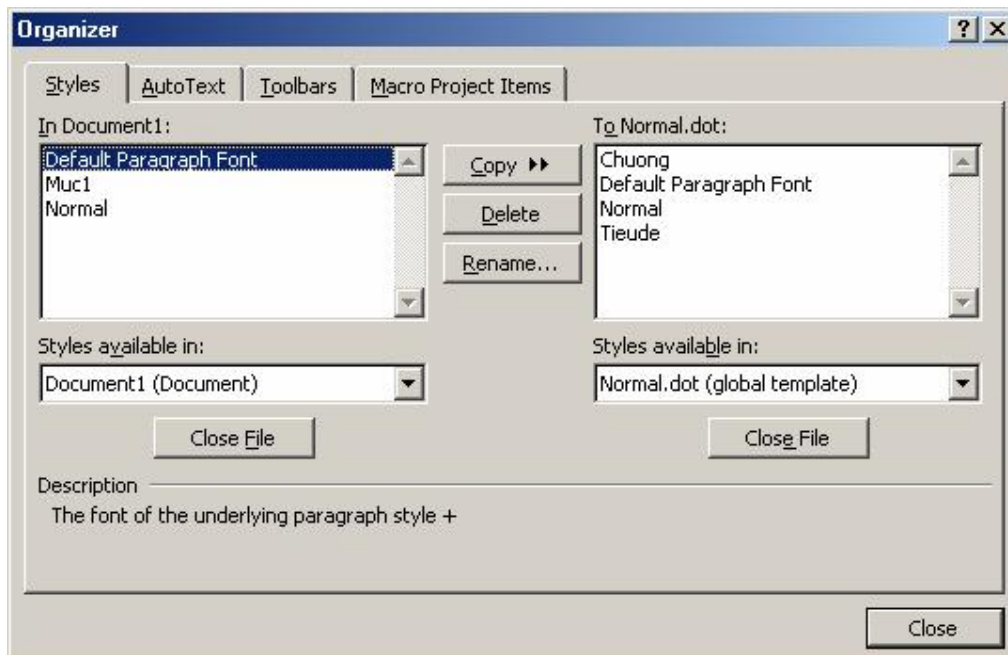 Organizer
Styles
AutoText
Toolbars
Macro Project Items
In Document1:
Default Paragraph Font
Muc1
Normal
Copy
Delete
Rename...
To Normal.dot:
Chuong
Default Paragraph Font
Normal
Tieude
Styles available in:
Document1 (Document)
Close File
Styles available in:
Normal.dot (global template)
Close File
Description
The font of the underlying paragraph style +
Close